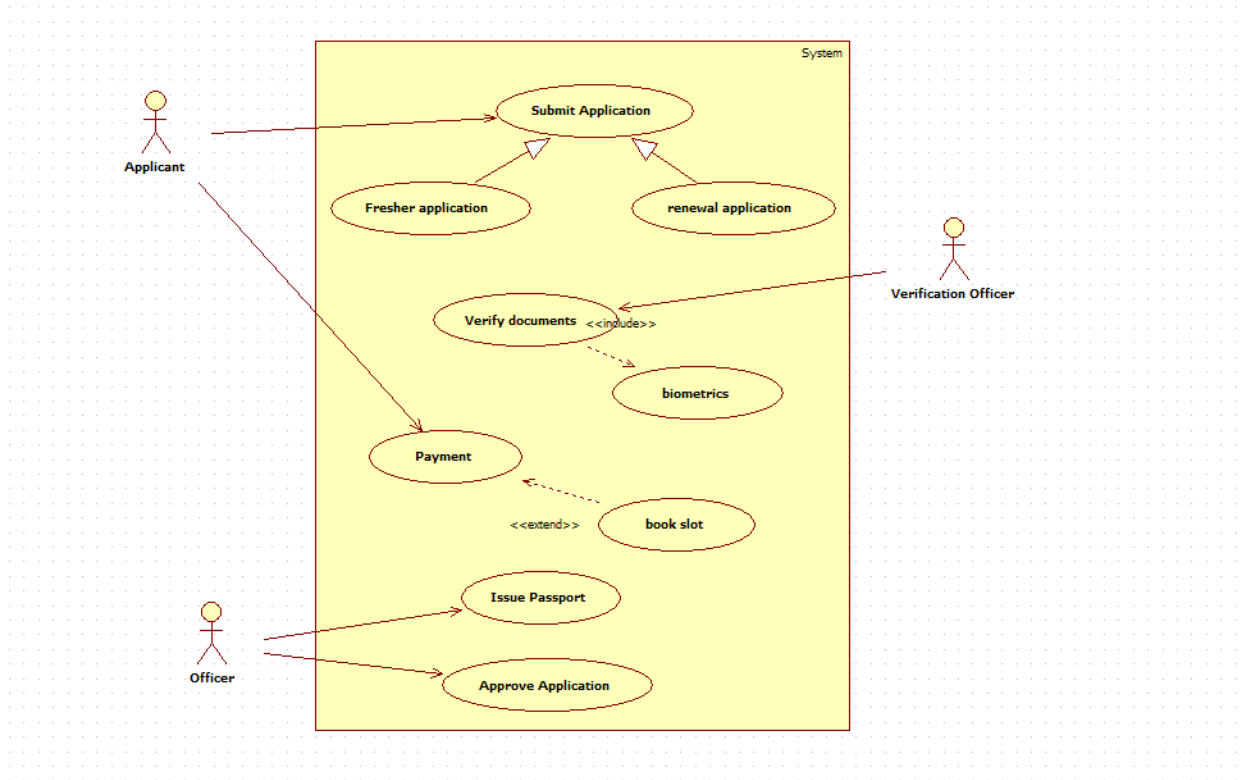 System
Submit Application
Applicant
Fresher application
renewal application
Verification Officer
Verify documents
<<include>>
biometrics
Payment
<<extend>>
book slot
Issue Passport
Officer
Approve Application